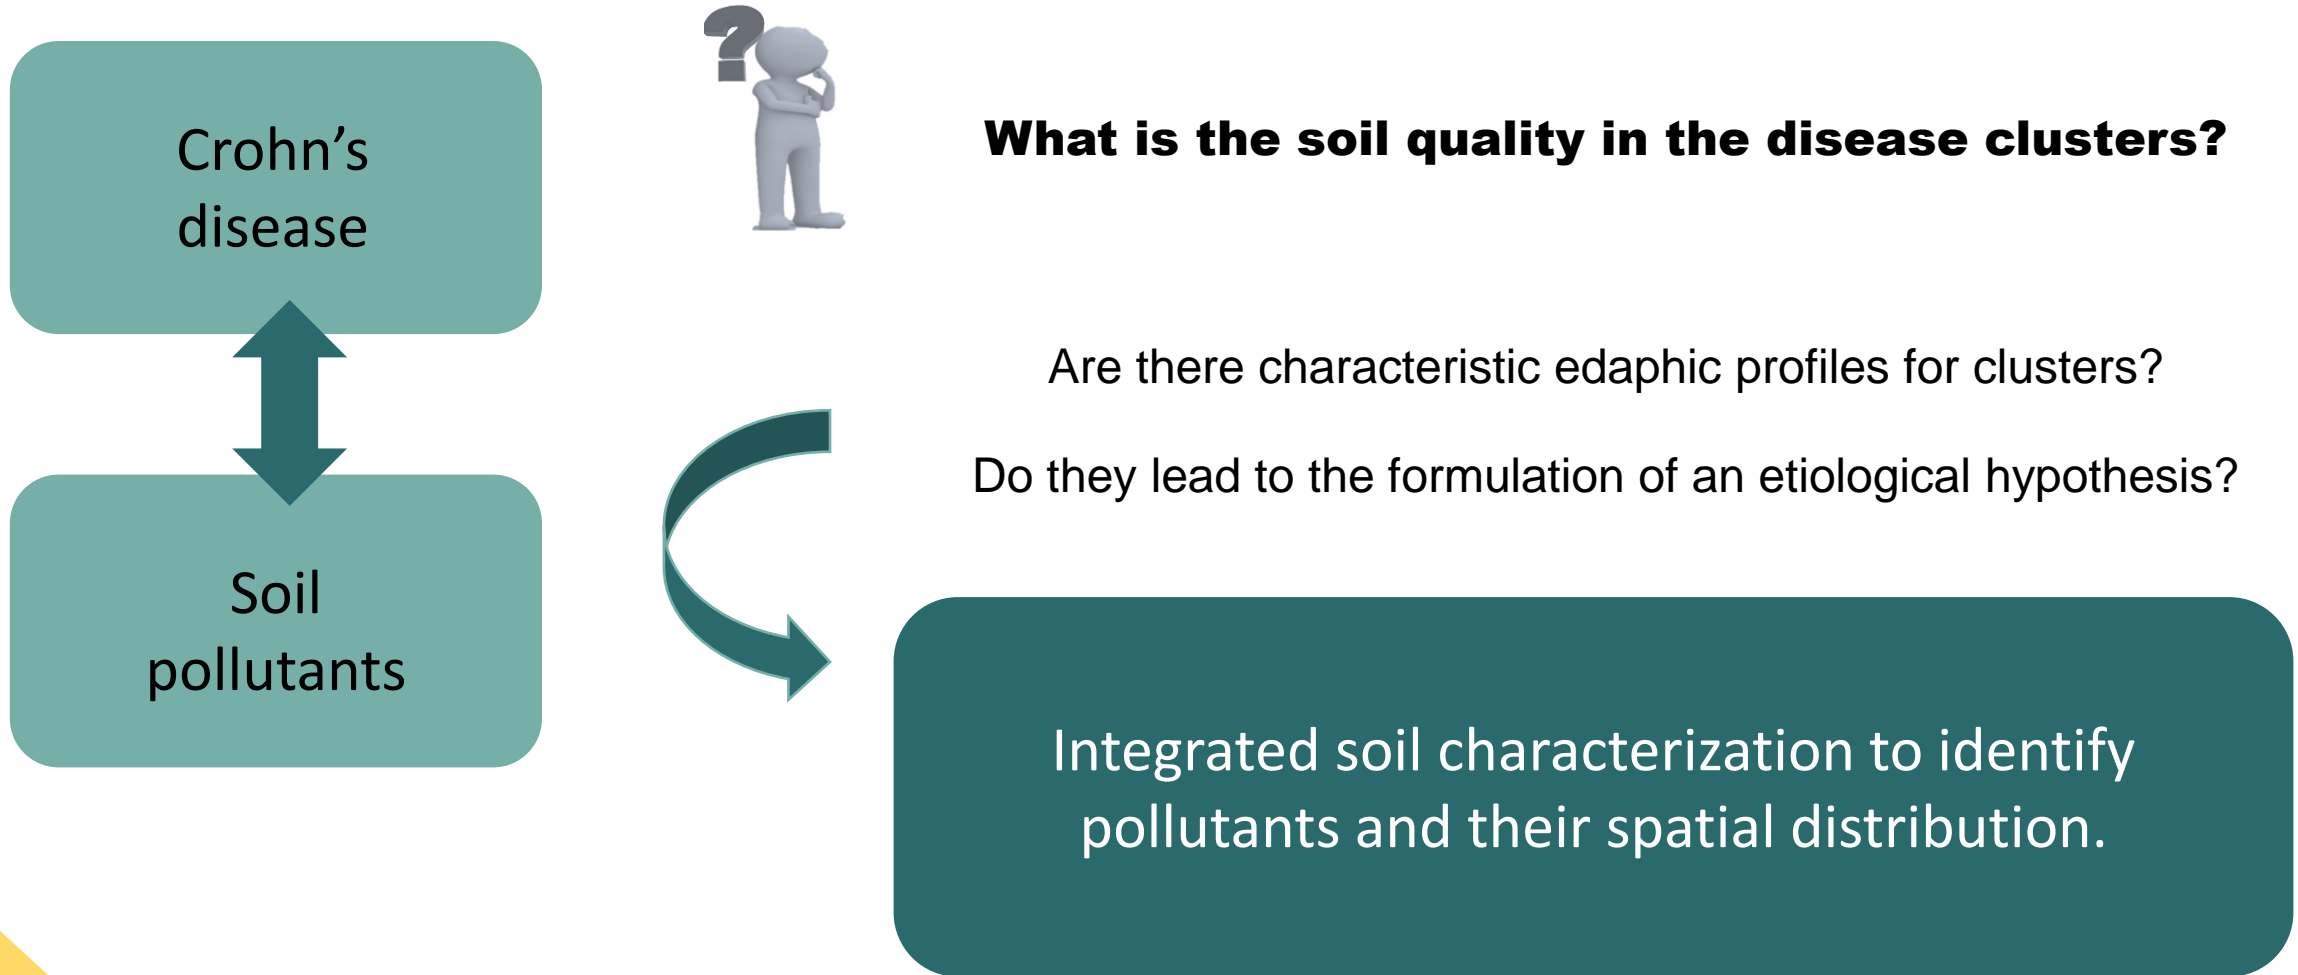 Crohn’s
disease
Soil
pollutants
?
What is the soil quality in the disease clusters?
Are there characteristic edaphic profiles for clusters?
Do they lead to the formulation of an etiological hypothesis?
Integrated soil characterization to identify
pollutants and their spatial distribution.